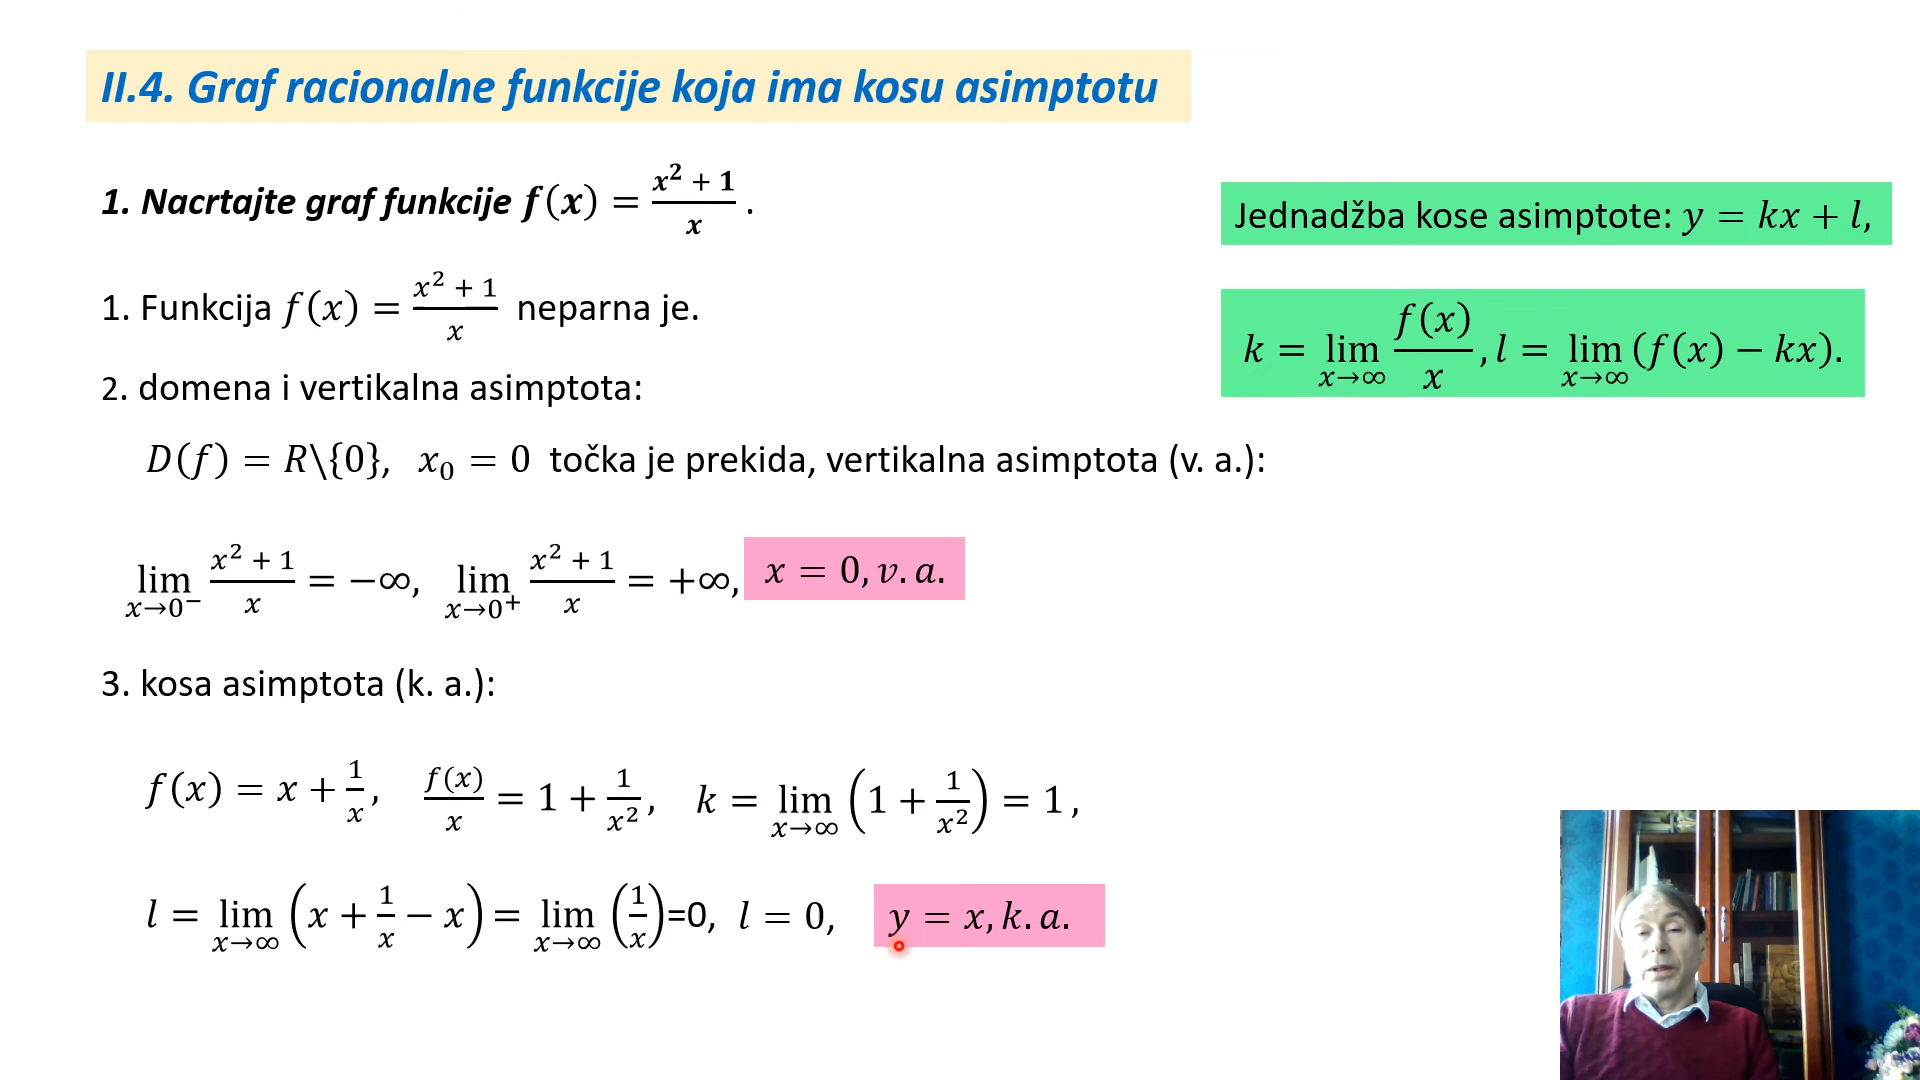 II.4. Graf racionalne funkcije koja ima kosu asimptotu
1. Nacrtajte graf funkcije f(x) = (x² + 1)/x .
Jednadžba kose asimptote: y = kx + l,
k = lim_{x→∞} f(x)/x , l = lim_{x→∞} (f(x) − kx).
1. Funkcija f(x) = (x² + 1)/x neparna je.
2. domena i vertikalna asimptota:
D(f) = R\{0}, x₀ = 0 točka je prekida, vertikalna asimptota (v. a.):
lim_{x→0⁻} (x² + 1)/x = −∞, lim_{x→0⁺} (x² + 1)/x = +∞, x = 0, v. a.
3. kosa asimptota (k. a.):
f(x) = x + 1/x, f(x)/x = 1 + 1/x², k = lim_{x→∞} (1 + 1/x²) = 1 ,
l = lim_{x→∞} (x + 1/x − x) = lim_{x→∞} (1/x)=0, l = 0, y = x, k. a.